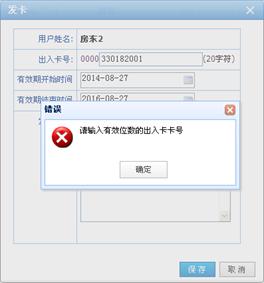 发卡
用户姓名: 房东2
出入卡号: 0000330182001 (20字符)
有效期开始时间 2014-08-27
有效期结束时间 2016-08-27
错误
请输入有效位数的出入卡卡号
确定
保存 取消